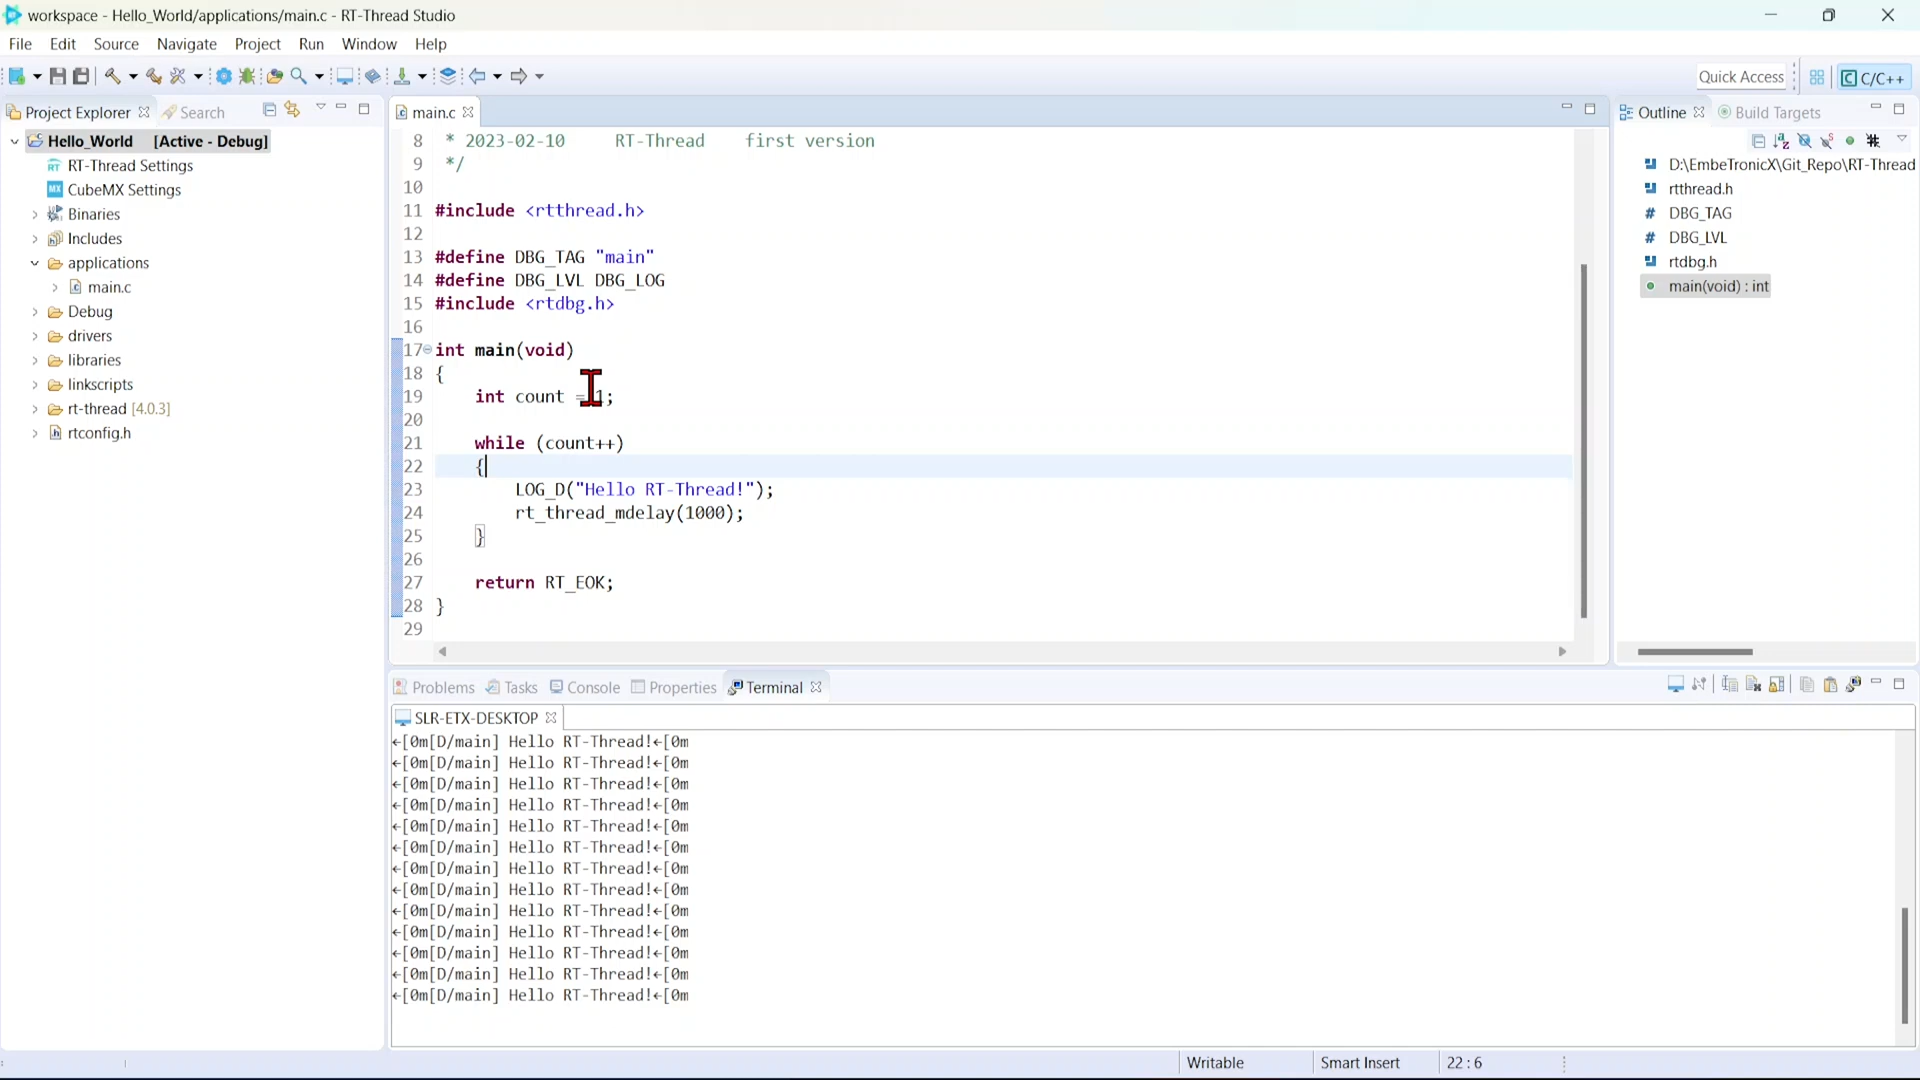 workspace - Hello_World/applications/main.c - RT-Thread Studio
File Edit Source Navigate Project Run Window Help
Quick Access C/C++
Project Explorer Search
Hello_World [Active - Debug]
RT-Thread Settings
CubeMX Settings
Binaries
Includes
applications
main.c
Debug
drivers
libraries
linkscripts
rt-thread [4.0.3]
rtconfig.h
main.c
8 * 2023-02-10 RT-Thread first version
9 */
10
11 #include <rtthread.h>
12
13 #define DBG_TAG "main"
14 #define DBG_LVL DBG_LOG
15 #include <rtdbg.h>
16
17 int main(void)
18 {
19 int count = 1;
20
21 while (count++)
22 {
23 LOG_D("Hello RT-Thread!");
24 rt_thread_mdelay(1000);
25 }
26
27 return RT_EOK;
28 }
29
Outline Build Targets
D:\EmbeTronicX\Git_Repo\RT-Thread
rtthread.h
DBG_TAG
DBG_LVL
rtdbg.h
main(void) : int
Problems Tasks Console Properties Terminal
SLR-ETX-DESKTOP
←[0m[D/main] Hello RT-Thread!←[0m
←[0m[D/main] Hello RT-Thread!←[0m
←[0m[D/main] Hello RT-Thread!←[0m
←[0m[D/main] Hello RT-Thread!←[0m
←[0m[D/main] Hello RT-Thread!←[0m
←[0m[D/main] Hello RT-Thread!←[0m
←[0m[D/main] Hello RT-Thread!←[0m
←[0m[D/main] Hello RT-Thread!←[0m
←[0m[D/main] Hello RT-Thread!←[0m
←[0m[D/main] Hello RT-Thread!←[0m
←[0m[D/main] Hello RT-Thread!←[0m
←[0m[D/main] Hello RT-Thread!←[0m
←[0m[D/main] Hello RT-Thread!←[0m
Writable Smart Insert 22 : 6